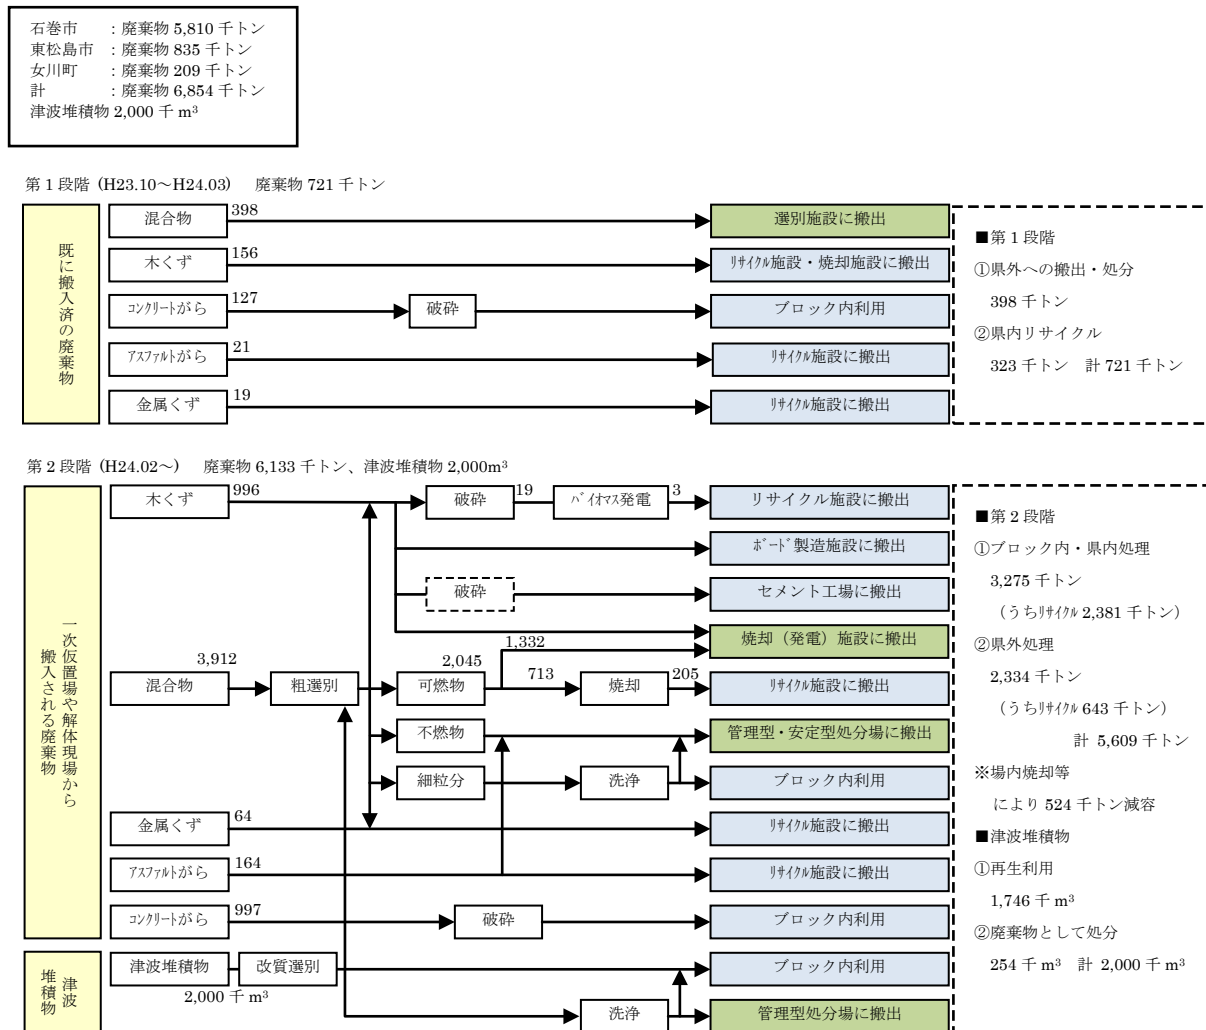 石巻市　：廃棄物 5,810 千トン
東松島市　：廃棄物 835 千トン
女川町　：廃棄物 209 千トン
計　：廃棄物 6,854 千トン
津波堆積物 2,000 千 m³
第 1 段階 (H23.10～H24.03)　廃棄物 721 千トン
既に搬入済の廃棄物
混合物
398
選別施設に搬出
木くず
156
ﾘｻｲｸﾙ施設・焼却施設に搬出
ｺﾝｸﾘｰﾄがら
127
破砕
ブロック内利用
ｱｽﾌｧﾙﾄがら
21
ﾘｻｲｸﾙ施設に搬出
金属くず
19
ﾘｻｲｸﾙ施設に搬出
■第 1 段階
①県外への搬出・処分
398 千トン
②県内リサイクル
323 千トン　計 721 千トン
第 2 段階 (H24.02～)　廃棄物 6,133 千トン、津波堆積物 2,000m³
一次仮置場や解体現場から
搬入される廃棄物
木くず
996
破砕
19
ﾊﾞｲｵﾏｽ発電
3
リサイクル施設に搬出
ﾎﾞｰﾄﾞ製造施設に搬出
破砕
セメント工場に搬出
焼却（発電）施設に搬出
1,332
混合物
3,912
粗選別
可燃物
2,045
713
焼却
205
ﾘｻｲｸﾙ施設に搬出
不燃物
管理型・安定型処分場に搬出
細粒分
洗浄
ブロック内利用
金属くず
64
ﾘｻｲｸﾙ施設に搬出
ｱｽﾌｧﾙﾄがら
164
ﾘｻｲｸﾙ施設に搬出
ｺﾝｸﾘｰﾄがら
997
破砕
ブロック内利用
津波
堆積物
津波堆積物
2,000 千 m³
改質選別
ブロック内利用
洗浄
管理型処分場に搬出
■第 2 段階
①ブロック内・県内処理
3,275 千トン
（うちﾘｻｲｸﾙ 2,381 千トン）
②県外処理
2,334 千トン
（うちﾘｻｲｸﾙ 643 千トン）
計 5,609 千トン
※場内焼却等
により 524 千トン減容
■津波堆積物
①再生利用
1,746 千 m³
②廃棄物として処分
254 千 m³　計 2,000 千 m³